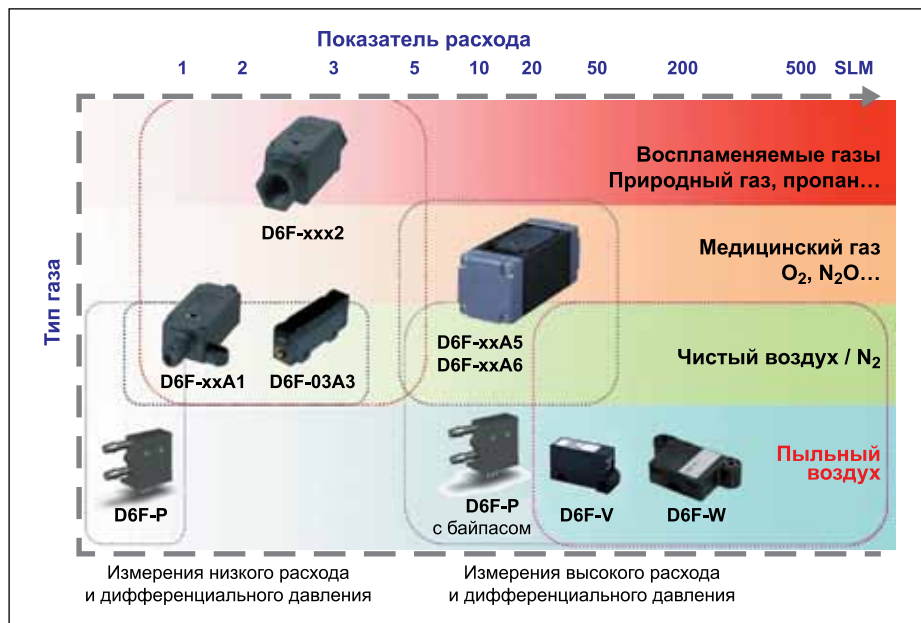 Показатель расхода
1 2 3 5 10 20 50 200 500 SLM
Тип газа
Воспламеняемые газы
Природный газ, пропан...
D6F-xxx2
Медицинский газ
O₂, N₂O...
D6F-xxA5
D6F-xxA6
Чистый воздух / N₂
D6F-xxA1 D6F-03A3
Пыльный
воздух
D6F-P
D6F-P
с байпасом
D6F-V D6F-W
Измерения низкого расхода
и дифференциального давления
Измерения высокого расхода
и дифференциального давления